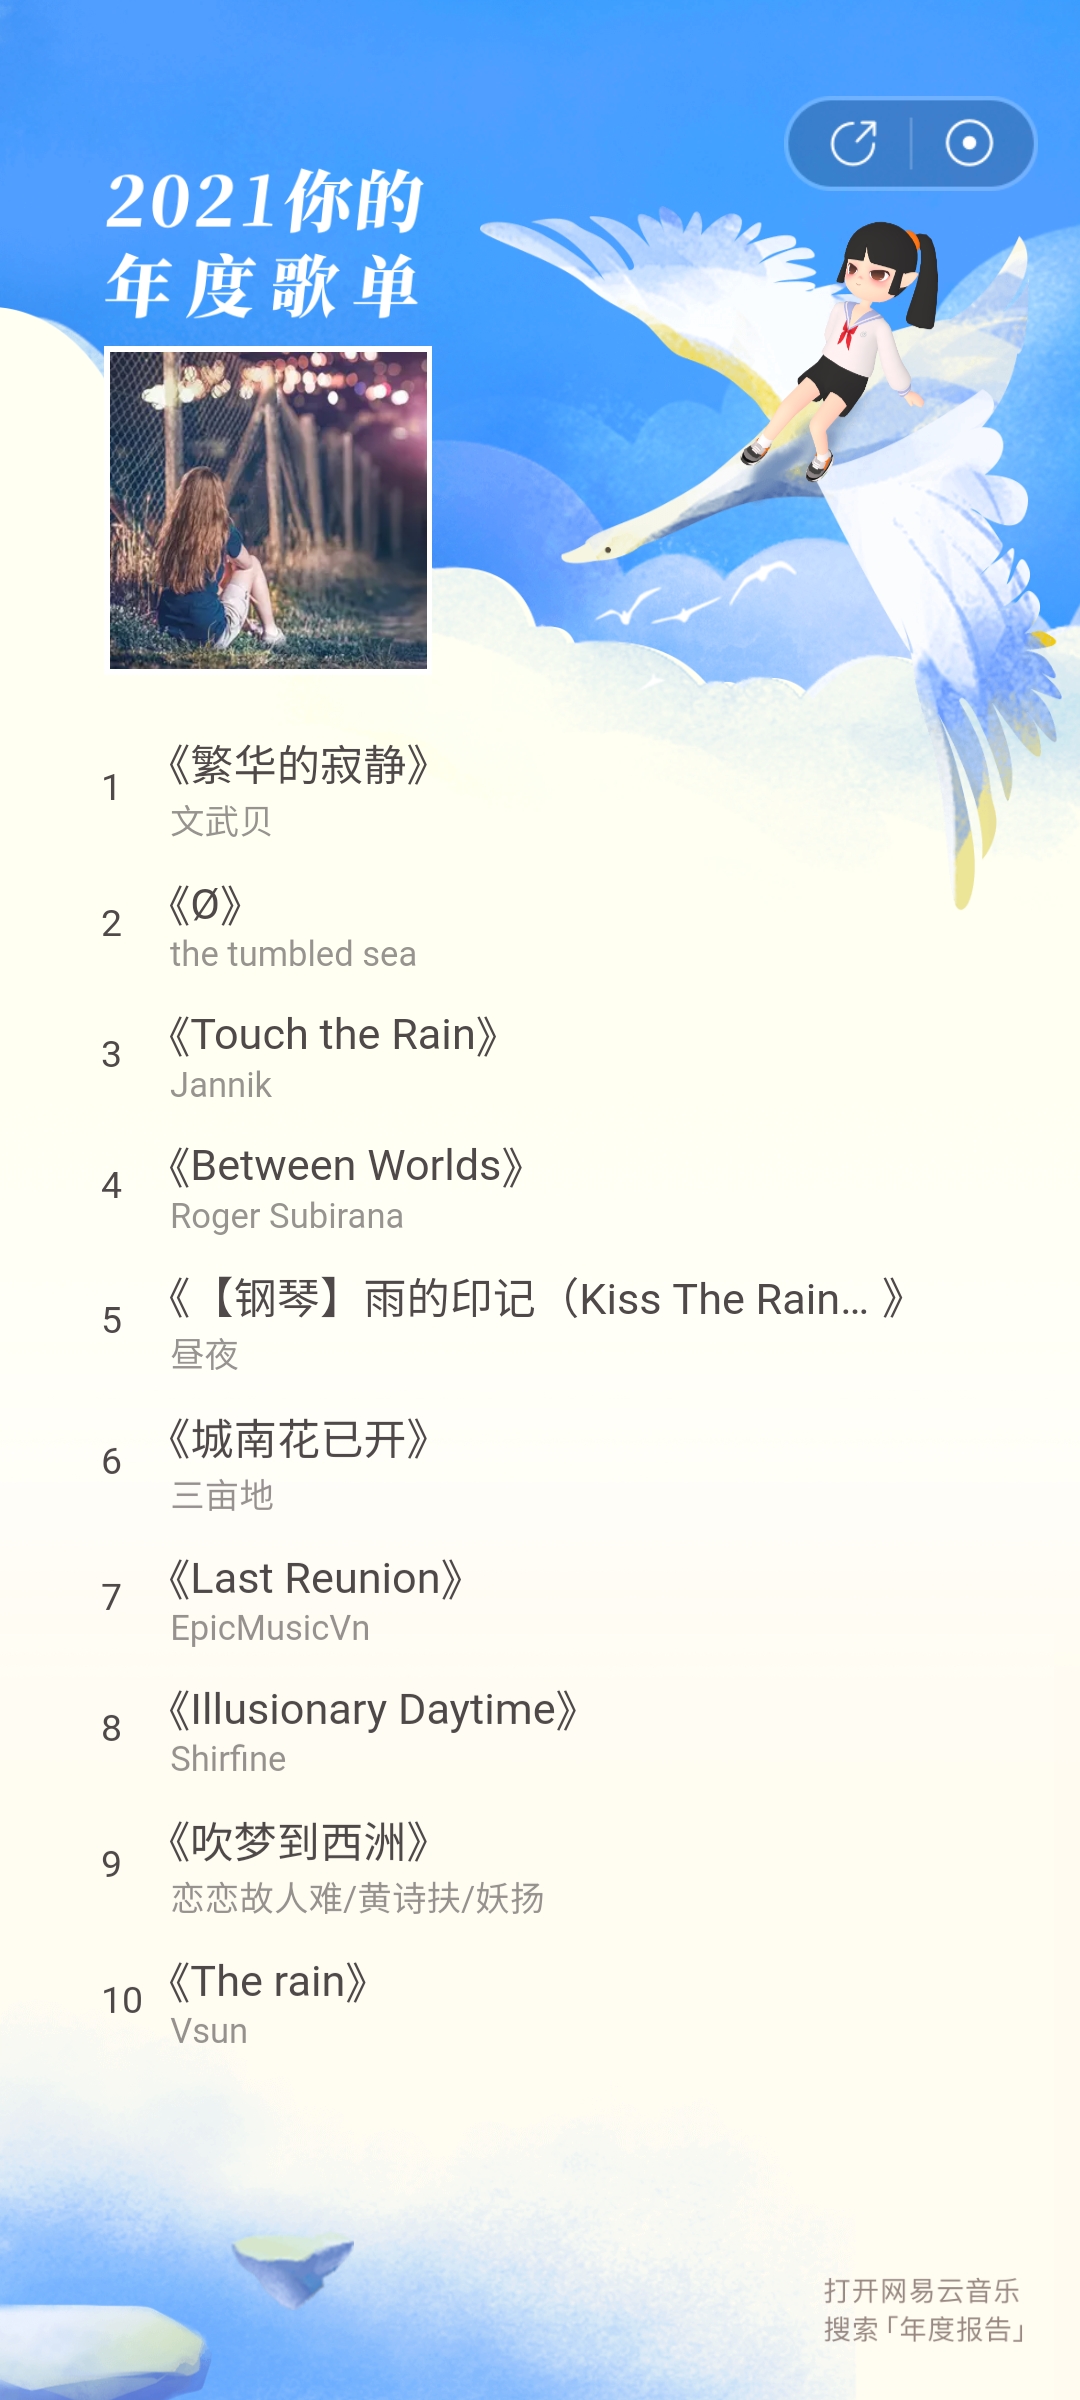 2021你的
年度歌单
1
《繁华的寂静》
文武贝
2
《Ø》
the tumbled sea
3
《Touch the Rain》
Jannik
4
《Between Worlds》
Roger Subirana
5
《【钢琴】雨的印记（Kiss The Rain... 》
昼夜
6
《城南花已开》
三亩地
7
《Last Reunion》
EpicMusicVn
8
《Illusionary Daytime》
Shirfine
9
《吹梦到西洲》
恋恋故人难/黄诗扶/妖扬
10
《The rain》
Vsun
打开网易云音乐
搜索「年度报告」